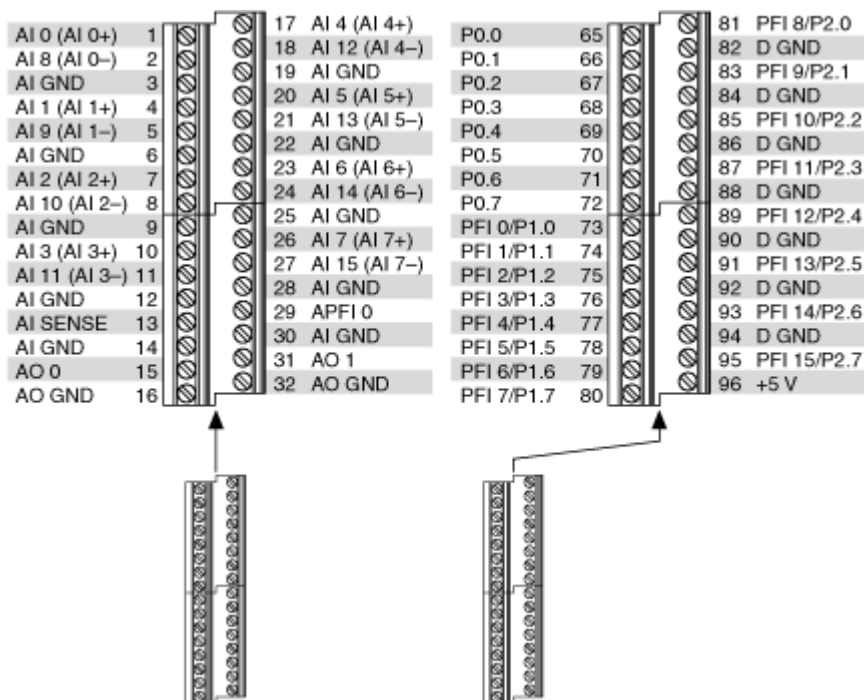 AI 0 (AI 0+) 1
AI 8 (AI 0–) 2
AI GND 3
AI 1 (AI 1+) 4
AI 9 (AI 1–) 5
AI GND 6
AI 2 (AI 2+) 7
AI 10 (AI 2–) 8
AI GND 9
AI 3 (AI 3+) 10
AI 11 (AI 3–) 11
AI GND 12
AI SENSE 13
AI GND 14
AO 0 15
AO GND 16
17 AI 4 (AI 4+)
18 AI 12 (AI 4–)
19 AI GND
20 AI 5 (AI 5+)
21 AI 13 (AI 5–)
22 AI GND
23 AI 6 (AI 6+)
24 AI 14 (AI 6–)
25 AI GND
26 AI 7 (AI 7+)
27 AI 15 (AI 7–)
28 AI GND
29 APFI 0
30 AI GND
31 AO 1
32 AO GND
P0.0 65
P0.1 66
P0.2 67
P0.3 68
P0.4 69
P0.5 70
P0.6 71
P0.7 72
PFI 0/P1.0 73
PFI 1/P1.1 74
PFI 2/P1.2 75
PFI 3/P1.3 76
PFI 4/P1.4 77
PFI 5/P1.5 78
PFI 6/P1.6 79
PFI 7/P1.7 80
81 PFI 8/P2.0
82 D GND
83 PFI 9/P2.1
84 D GND
85 PFI 10/P2.2
86 D GND
87 PFI 11/P2.3
88 D GND
89 PFI 12/P2.4
90 D GND
91 PFI 13/P2.5
92 D GND
93 PFI 14/P2.6
94 D GND
95 PFI 15/P2.7
96 +5 V